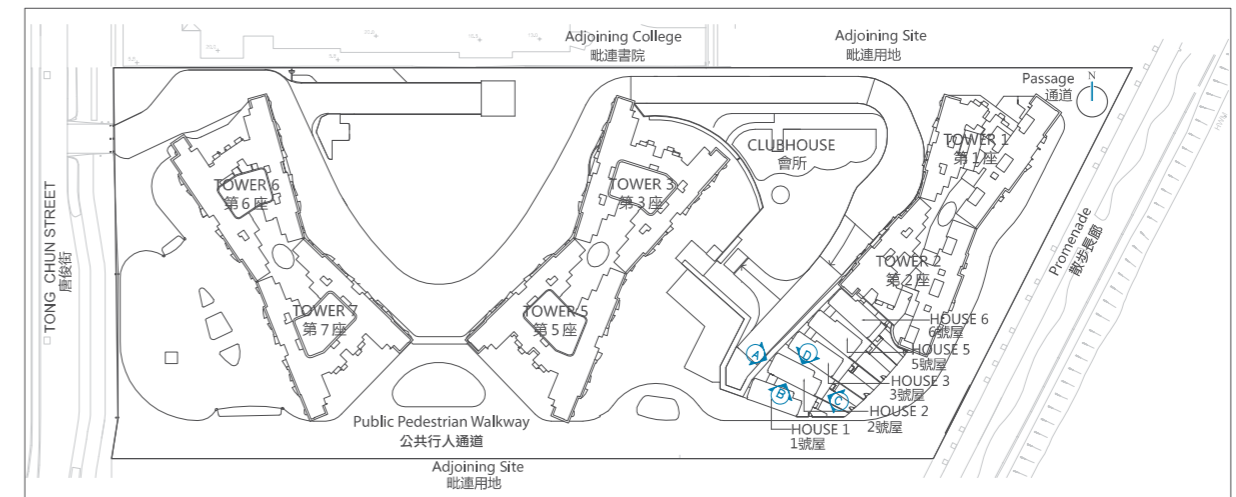 Adjoining College
毗連書院
Adjoining Site
毗連用地
Passage
通道
N
TONG CHUN STREET
唐俊街
CLUBHOUSE
會所
TOWER 1
第1座
TOWER 6
第6座
TOWER 3
第3座
Promenade
散步長廊
TOWER 2
第2座
TOWER 7
第7座
TOWER 5
第5座
HOUSE 6
6號屋
HOUSE 5
5號屋
HOUSE 3
3號屋
HOUSE 2
2號屋
HOUSE 1
1號屋
A
D
B
C
Public Pedestrian Walkway
公共行人通道
Adjoining Site
毗連用地